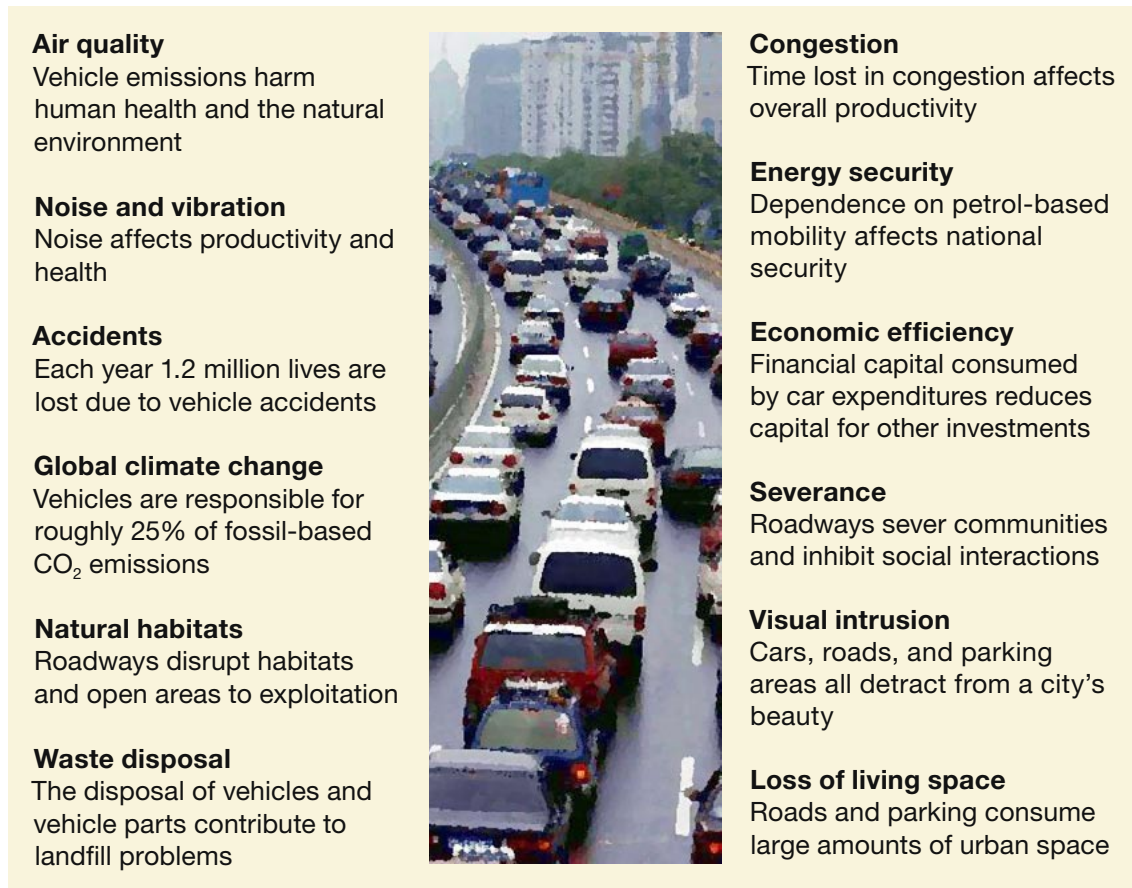 Air quality
Vehicle emissions harm
human health and the natural
environment
Noise and vibration
Noise affects productivity and
health
Accidents
Each year 1.2 million lives are
lost due to vehicle accidents
Global climate change
Vehicles are responsible for
roughly 25% of fossil-based
CO₂ emissions
Natural habitats
Roadways disrupt habitats
and open areas to exploitation
Waste disposal
The disposal of vehicles and
vehicle parts contribute to
landfill problems
Congestion
Time lost in congestion affects
overall productivity
Energy security
Dependence on petrol-based
mobility affects national
security
Economic efficiency
Financial capital consumed
by car expenditures reduces
capital for other investments
Severance
Roadways sever communities
and inhibit social interactions
Visual intrusion
Cars, roads, and parking
areas all detract from a city’s
beauty
Loss of living space
Roads and parking consume
large amounts of urban space